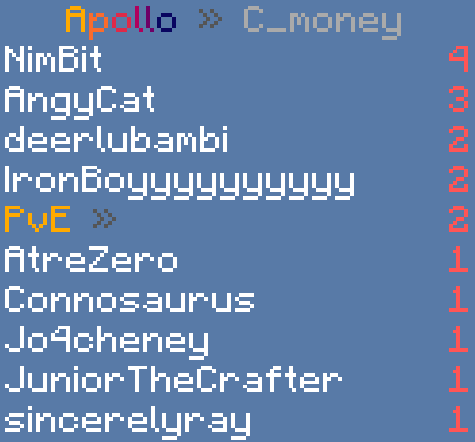 Apollo » C_money
NimBit 4
AngyCat 3
deerlubambi 2
IronBoyyyyyyyyyyy 2
PvE » 2
AtreZero 1
Connosaurus 1
Jo4cheney 1
JuniorTheCrafter 1
sincerelyray 1